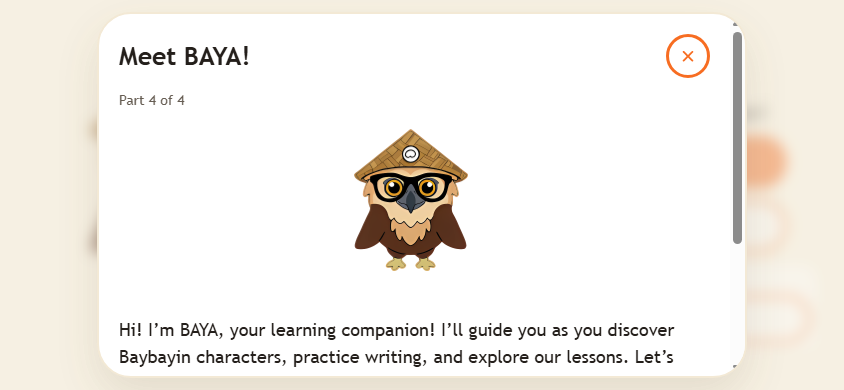 Meet BAYA!
Part 4 of 4
Hi! I’m BAYA, your learning companion! I’ll guide you as you discover
Baybayin characters, practice writing, and explore our lessons. Let’s